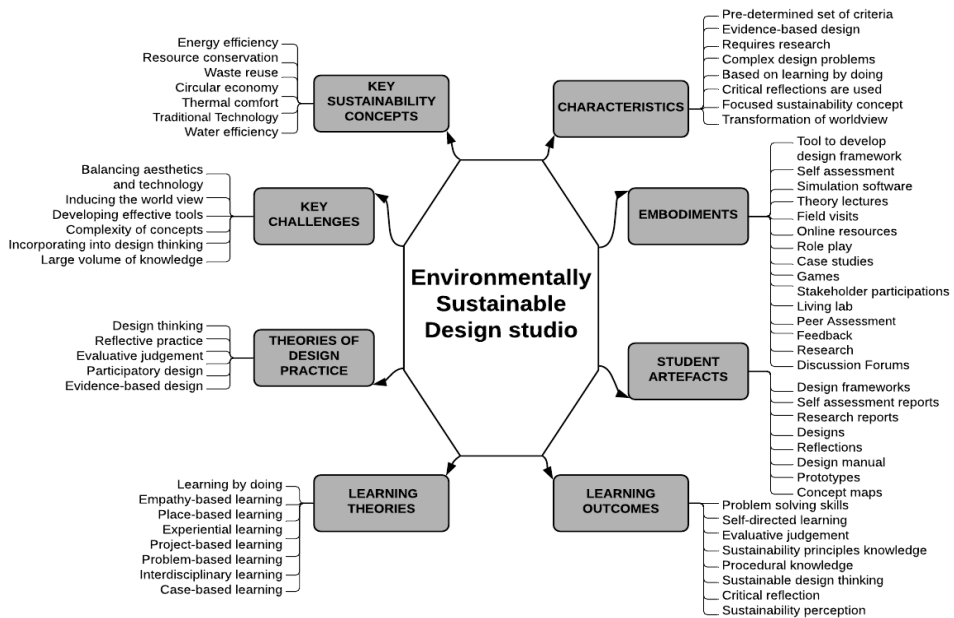 Energy efficiency
Resource conservation
Waste reuse
Circular economy
Thermal comfort
Traditional Technology
Water efficiency
KEY
SUSTAINABILITY
CONCEPTS
CHARACTERISTICS
Pre-determined set of criteria
Evidence-based design
Requires research
Complex design problems
Based on learning by doing
Critical reflections are used
Focused sustainability concept
Transformation of worldview
Balancing aesthetics
and technology
Inducing the world view
Developing effective tools
Complexity of concepts
Incorporating into design thinking
Large volume of knowledge
KEY
CHALLENGES
EMBODIMENTS
Tool to develop
design framework
Self assessment
Simulation software
Theory lectures
Field visits
Online resources
Role play
Case studies
Games
Stakeholder participations
Living lab
Peer Assessment
Feedback
Research
Discussion Forums
Environmentally
Sustainable
Design studio
Design thinking
Reflective practice
Evaluative judgement
Participatory design
Evidence-based design
THEORIES OF
DESIGN
PRACTICE
STUDENT
ARTEFACTS
Design frameworks
Self assessment reports
Research reports
Designs
Reflections
Design manual
Prototypes
Concept maps
Learning by doing
Empathy-based learning
Place-based learning
Experiential learning
Project-based learning
Problem-based learning
Interdisciplinary learning
Case-based learning
LEARNING
THEORIES
LEARNING
OUTCOMES
Problem solving skills
Self-directed learning
Evaluative judgement
Sustainability principles knowledge
Procedural knowledge
Sustainable design thinking
Critical reflection
Sustainability perception